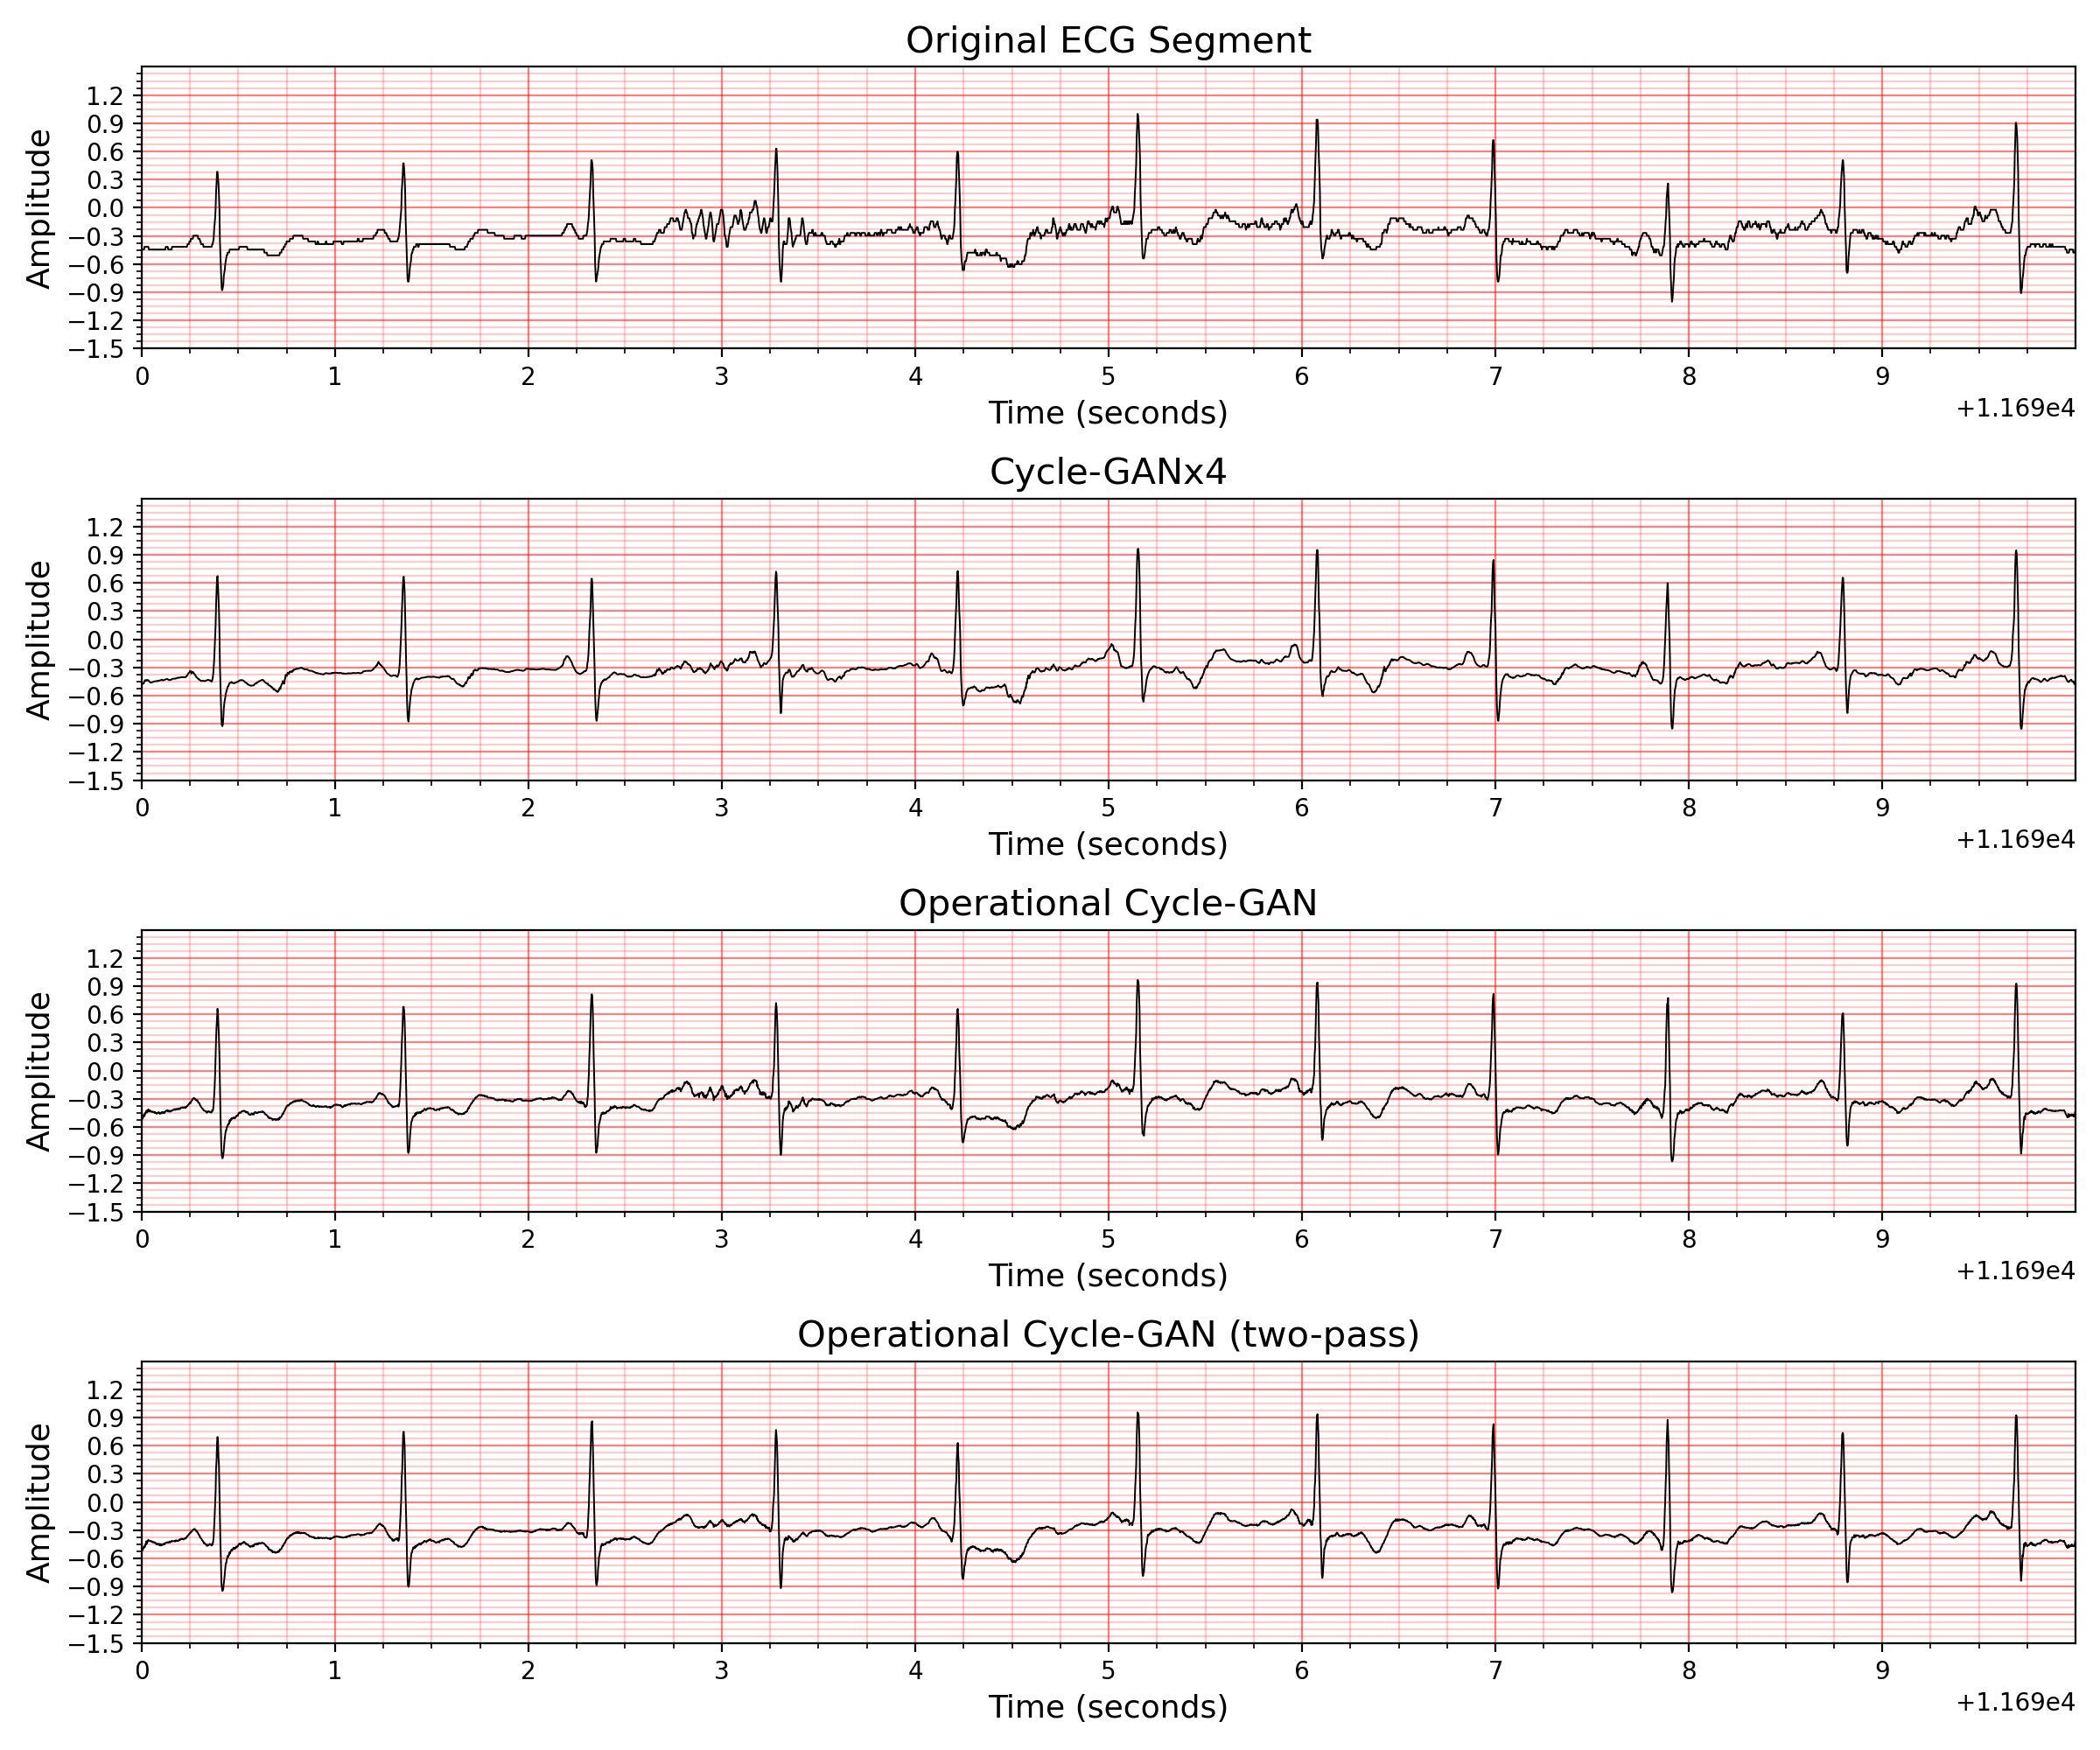 Original ECG Segment
Amplitude
1.2
0.9
0.6
0.3
0.0
−0.3
−0.6
−0.9
−1.2
−1.5
0 1 2 3 4 5 6 7 8 9
Time (seconds)
+1.169e4
Cycle-GANx4
Amplitude
1.2
0.9
0.6
0.3
0.0
−0.3
−0.6
−0.9
−1.2
−1.5
0 1 2 3 4 5 6 7 8 9
Time (seconds)
+1.169e4
Operational Cycle-GAN
Amplitude
1.2
0.9
0.6
0.3
0.0
−0.3
−0.6
−0.9
−1.2
−1.5
0 1 2 3 4 5 6 7 8 9
Time (seconds)
+1.169e4
Operational Cycle-GAN (two-pass)
Amplitude
1.2
0.9
0.6
0.3
0.0
−0.3
−0.6
−0.9
−1.2
−1.5
0 1 2 3 4 5 6 7 8 9
Time (seconds)
+1.169e4